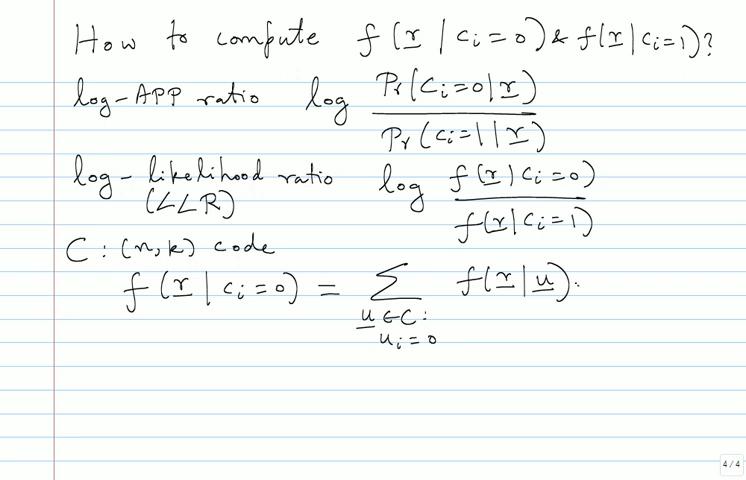 How to compute f(r | ci=0) & f(r | ci=1)?
log-APP ratio log Pr(ci=0 | r) / Pr(ci=1 | r)
log-likelihood ratio (LLR) log f(r | ci=0) / f(r | ci=1)
C : (n,k) code
f(r | ci=0) = ∑ u∈C: ui=0 f(r | u).
4 / 4